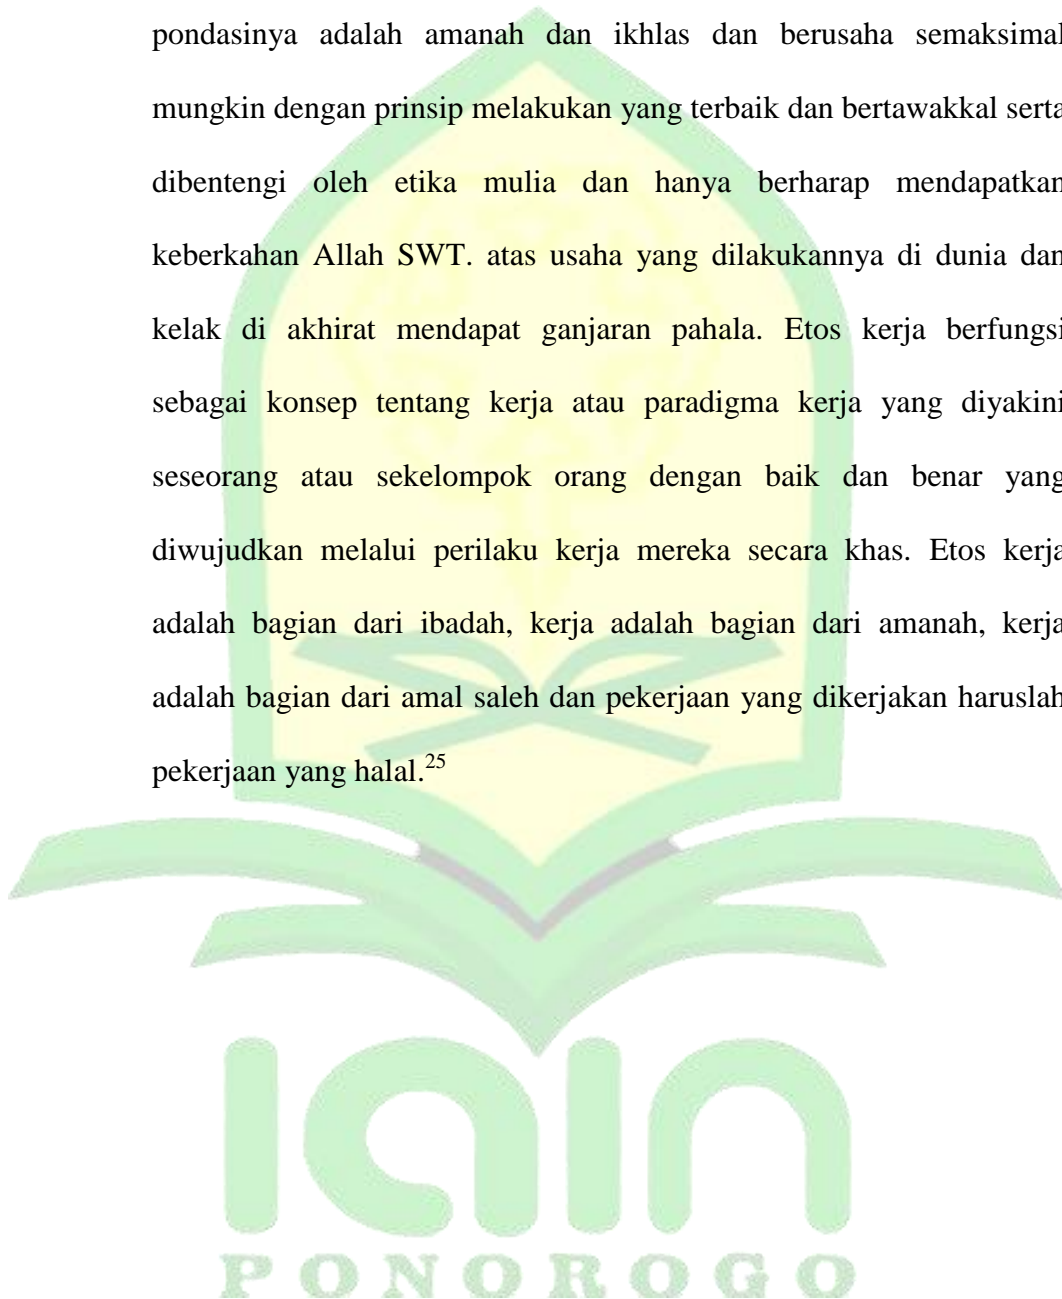 pondasinya adalah amanah dan ikhlas dan berusaha semaksimal
mungkin dengan prinsip melakukan yang terbaik dan bertawakkal serta
dibentengi oleh etika mulia dan hanya berharap mendapatkan
keberkahan Allah SWT. atas usaha yang dilakukannya di dunia dan
kelak di akhirat mendapat ganjaran pahala. Etos kerja berfungsi
sebagai konsep tentang kerja atau paradigma kerja yang diyakini
seseorang atau sekelompok orang dengan baik dan benar yang
diwujudkan melalui perilaku kerja mereka secara khas. Etos kerja
adalah bagian dari ibadah, kerja adalah bagian dari amanah, kerja
adalah bagian dari amal saleh dan pekerjaan yang dikerjakan haruslah
pekerjaan yang halal.25
IAIN
PONOROGO